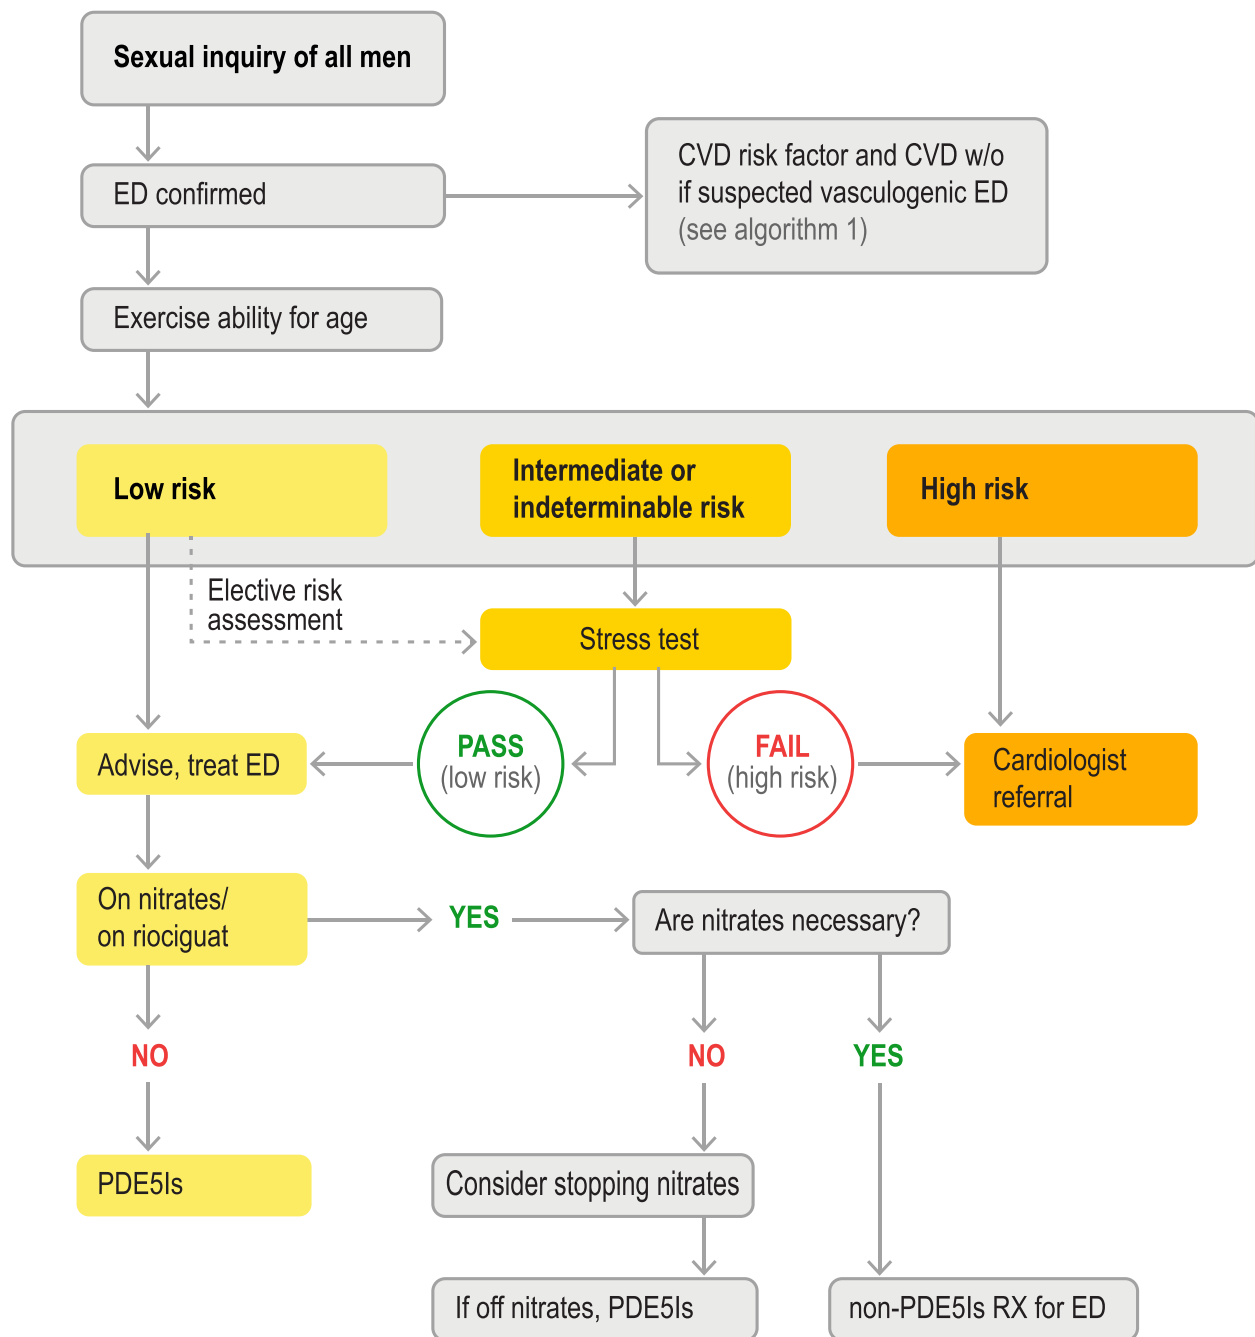 Sexual inquiry of all men
ED confirmed
CVD risk factor and CVD w/o
if suspected vasculogenic ED
(see algorithm 1)
Exercise ability for age
Low risk
Intermediate or
indeterminable risk
High risk
Elective risk
assessment
Stress test
Advise, treat ED
PASS
(low risk)
FAIL
(high risk)
Cardiologist
referral
On nitrates/
on riociguat
YES
Are nitrates necessary?
NO
NO
YES
PDE5Is
Consider stopping nitrates
If off nitrates, PDE5Is
non-PDE5Is RX for ED